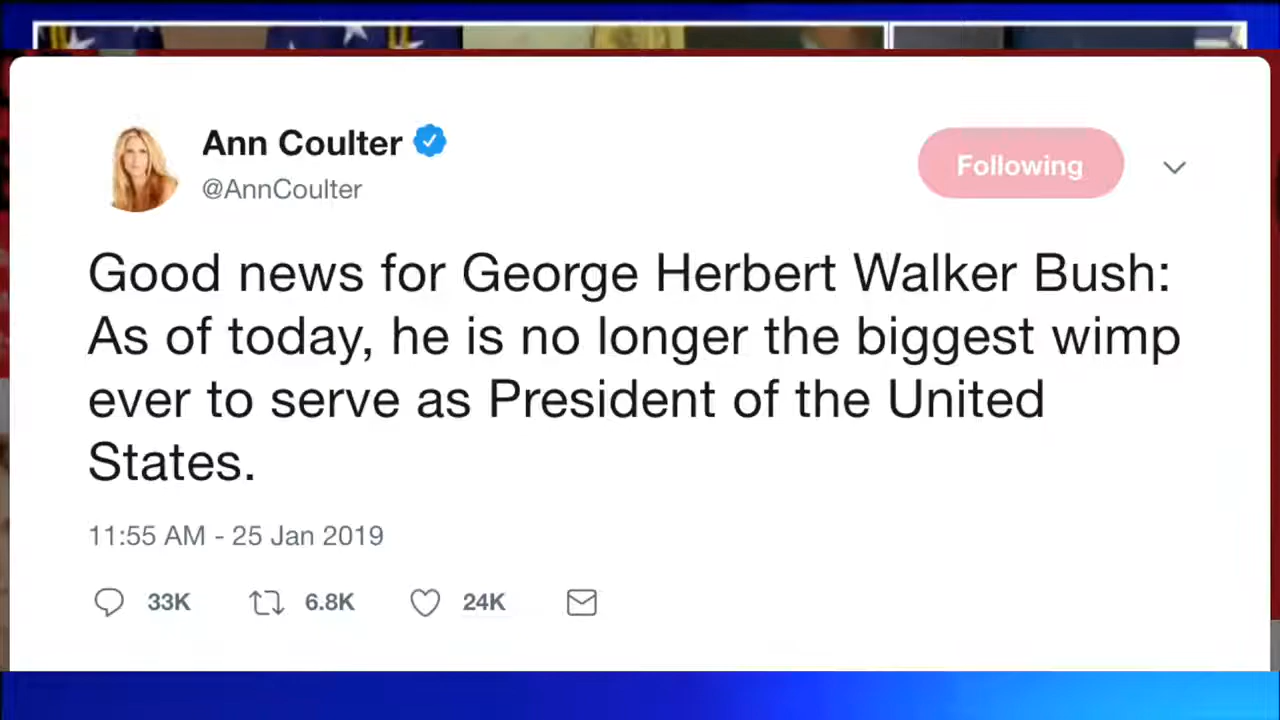 Ann Coulter
@AnnCoulter
Following
Good news for George Herbert Walker Bush:
As of today, he is no longer the biggest wimp
ever to serve as President of the United
States.
11:55 AM - 25 Jan 2019
33K 6.8K 24K